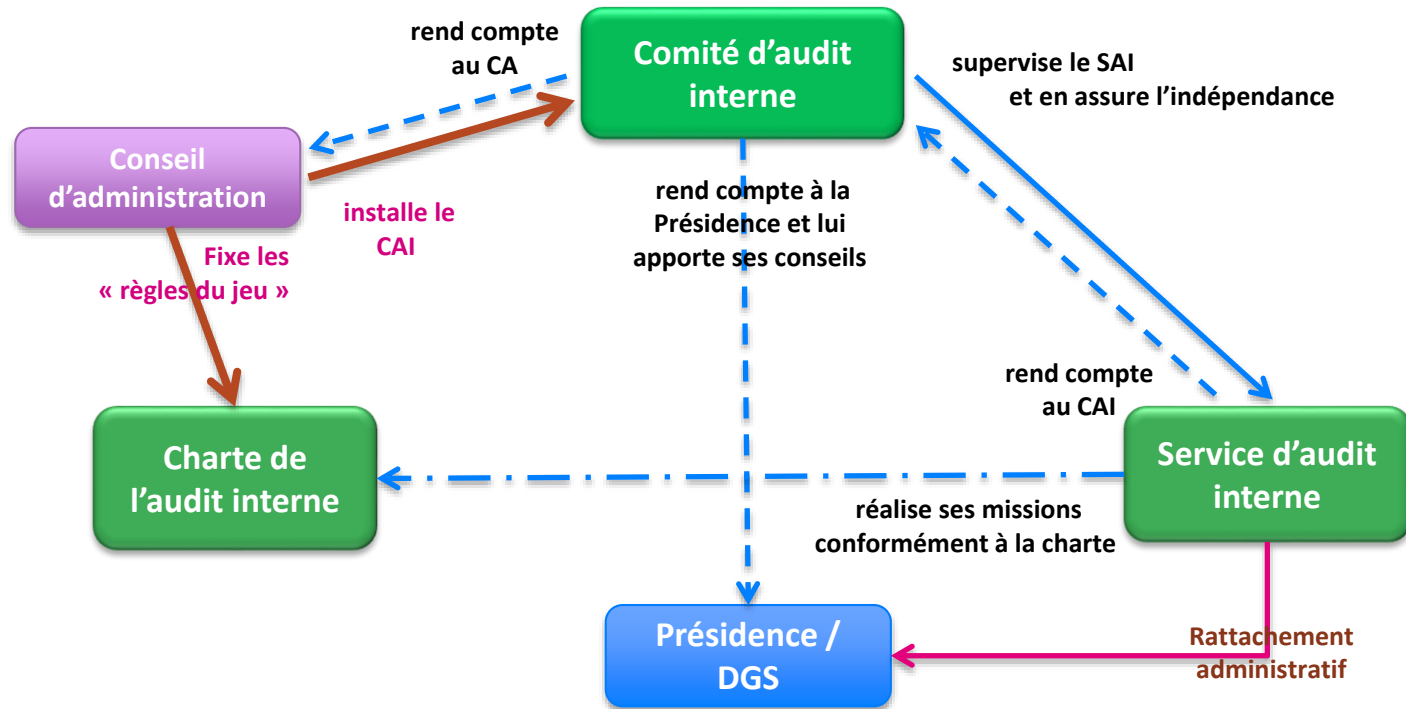 rend compte
au CA
Comité d’audit
interne
supervise le SAI
et en assure l’indépendance
Conseil
d’administration
installe le
CAI
rend compte à la
Présidence et lui
apporte ses conseils
Fixe les
« règles du jeu »
rend compte
au CAI
Charte de
l’audit interne
Service d’audit
interne
réalise ses missions
conformément à la charte
Présidence /
DGS
Rattachement
administratif